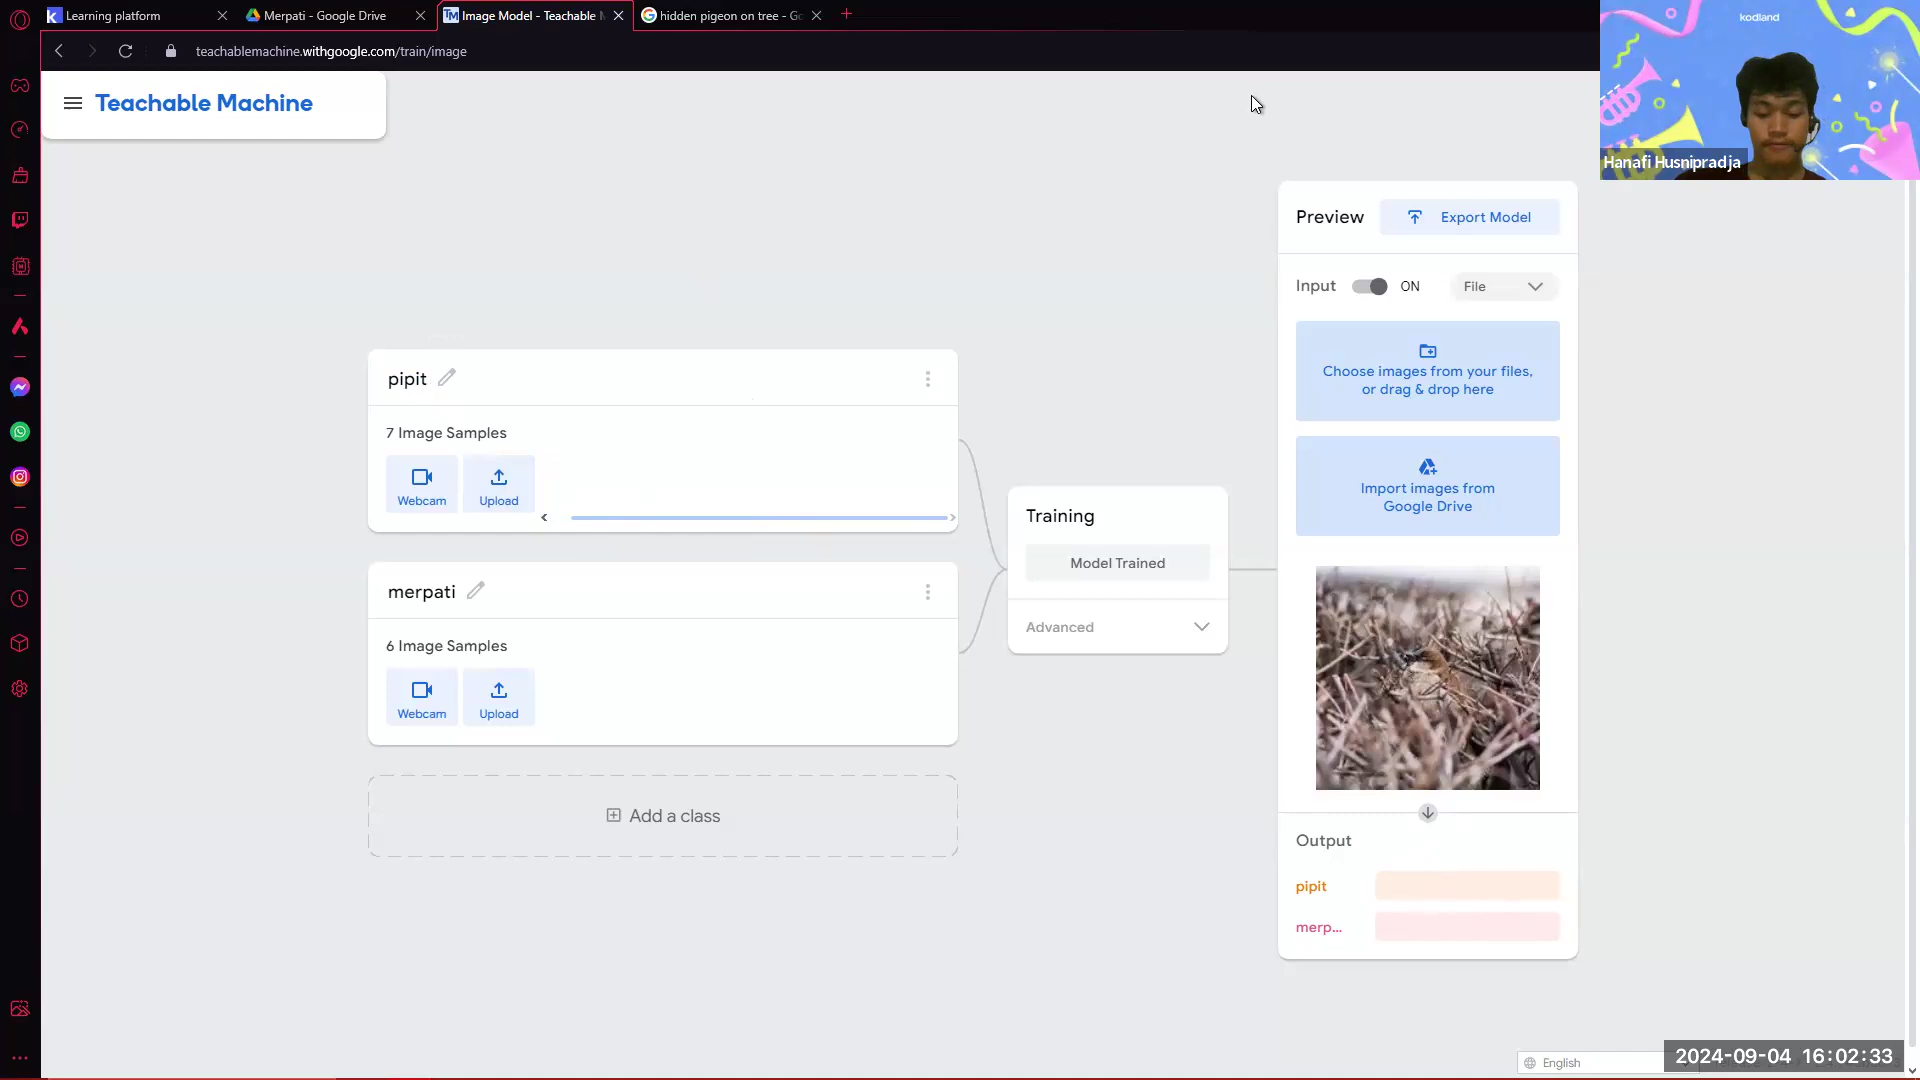 Learning platform
Merpati - Google Drive
Image Model - Teachable
hidden pigeon on tree - Go
teachablemachine.withgoogle.com/train/image
Teachable Machine
kodland
Hanafi Husnipradja
Preview
Export Model
Input
ON
File
Choose images from your files,
or drag & drop here
Import images from
Google Drive
pipit
7 Image Samples
Webcam
Upload
merpati
6 Image Samples
Webcam
Upload
Add a class
Training
Model Trained
Advanced
Output
pipit
merp...
English
2024-09-04 16:02:33